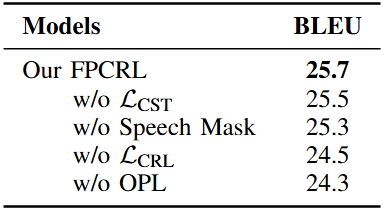 Models BLEU
Our FPCRL 25.7
w/o ℒCST 25.5
w/o Speech Mask 25.3
w/o ℒCRL 24.5
w/o OPL 24.3